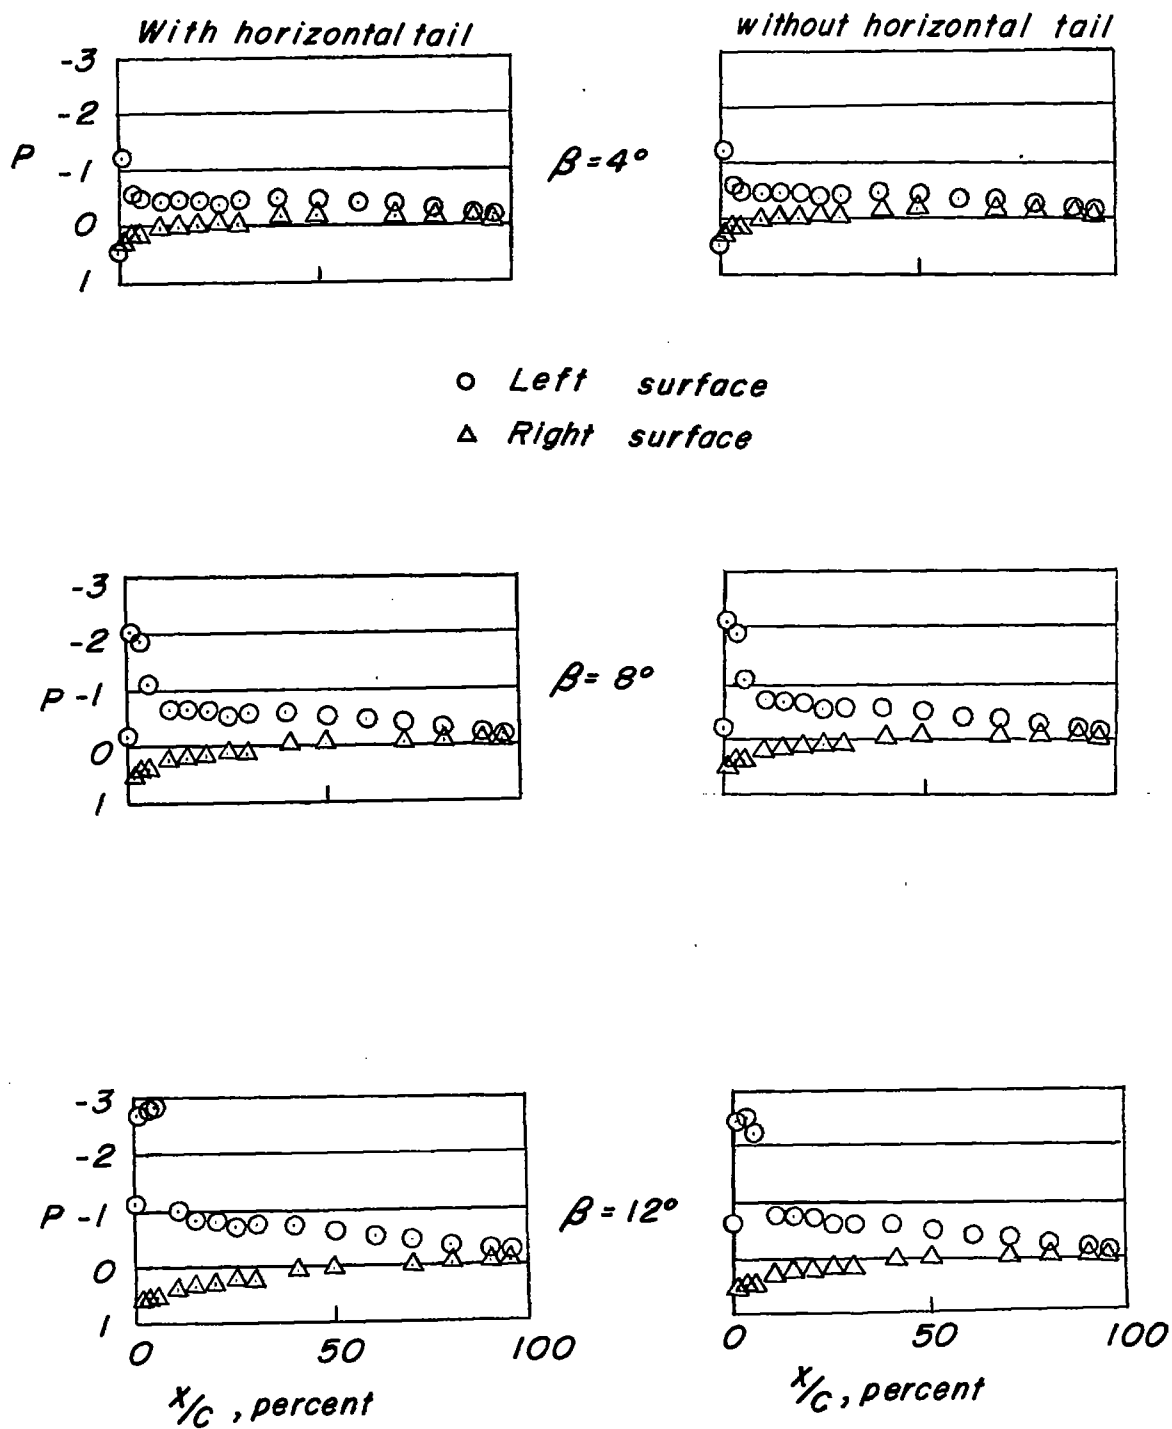 With horizontal tail
without horizontal tail
-3
-2
P
-1
0
1
β = 4°
○ Left surface
△ Right surface
-3
-2
P -1
0
1
β = 8°
-3
-2
P -1
0
1
β = 12°
0 50 100
0 50 100
x/c, percent
x/c, percent